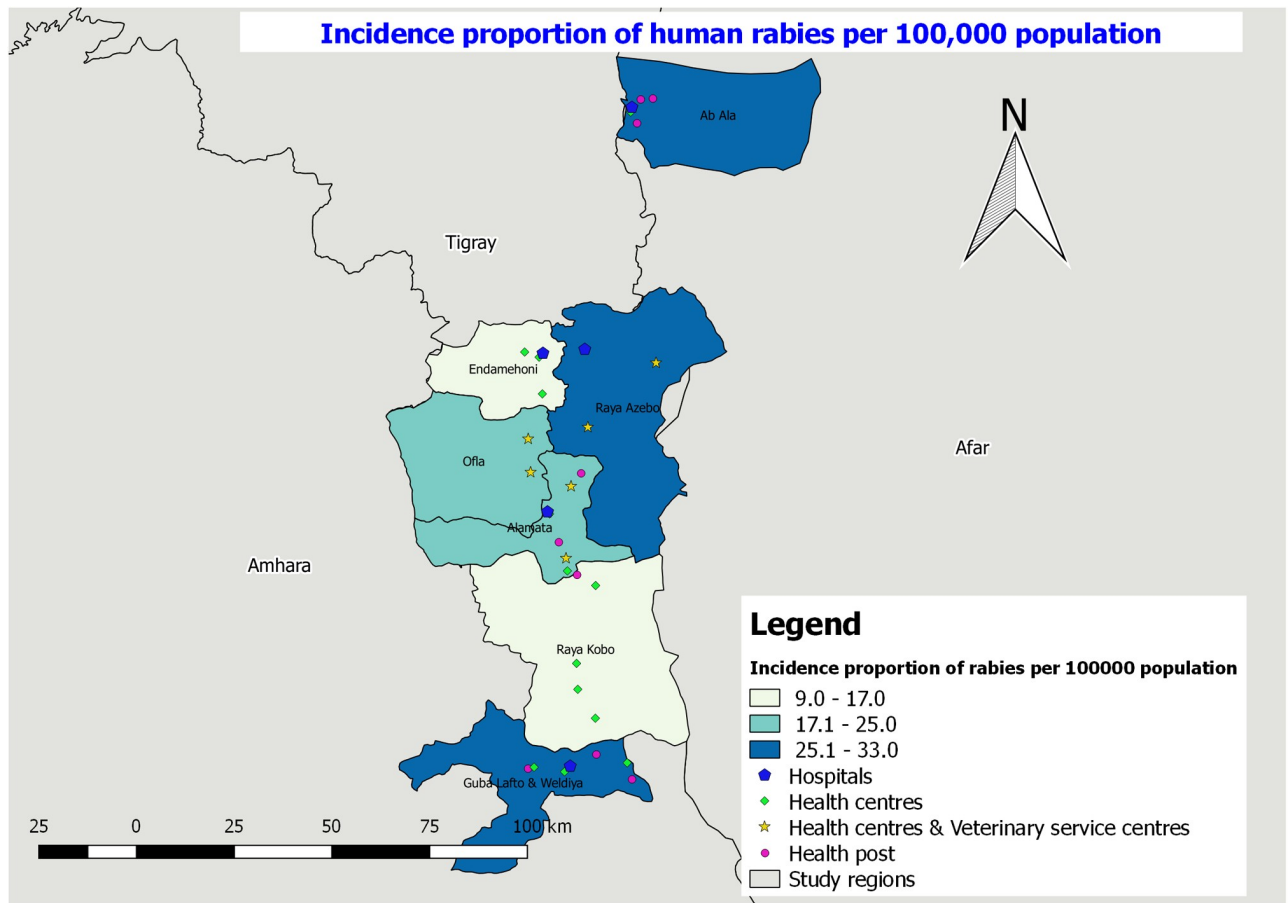 Incidence proportion of human rabies per 100,000 population
Ab Ala
N
Tigray
Endamehoni
Raya Azebo
Afar
Ofla
Alamata
Amhara
Raya Kobo
Guba Lafto & Weldiya
25 0 25 50 75 100 km
Legend
Incidence proportion of rabies per 100000 population
9.0 - 17.0
17.1 - 25.0
25.1 - 33.0
Hospitals
Health centres
Health centres & Veterinary service centres
Health post
Study regions